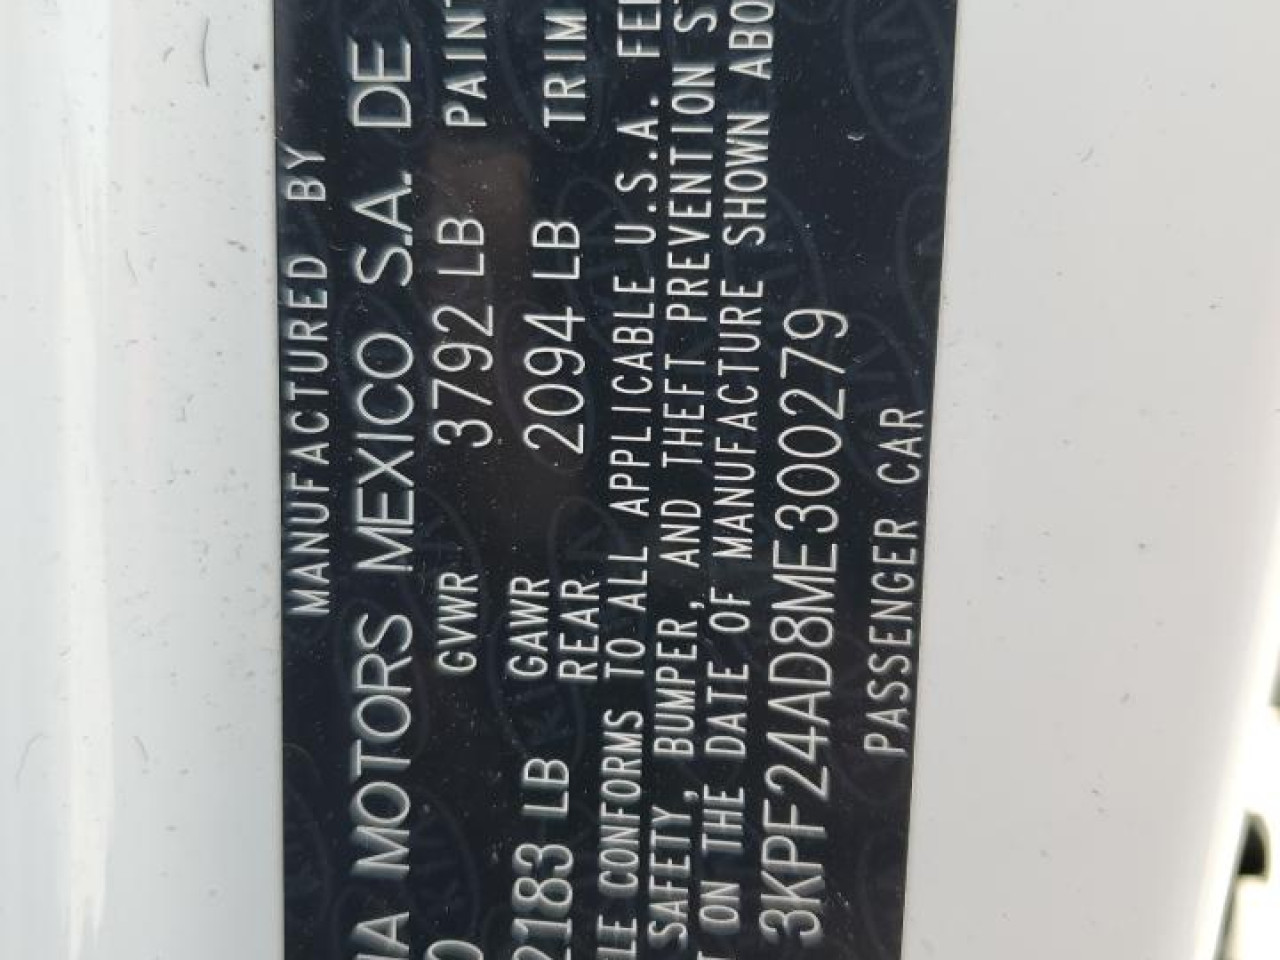 MANUFACTURED BY
KIA MOTORS MEXICO S.A. DE
GVWR 3792 LB PAINT
2183 LB GAWR REAR 2094 LB TRIM
CONFORMS TO ALL APPLICABLE U.S.A.
SAFETY, BUMPER, AND THEFT PREVENTION
ON THE DATE OF MANUFACTURE SHOWN
3KPF24AD8ME300279
PASSENGER CAR